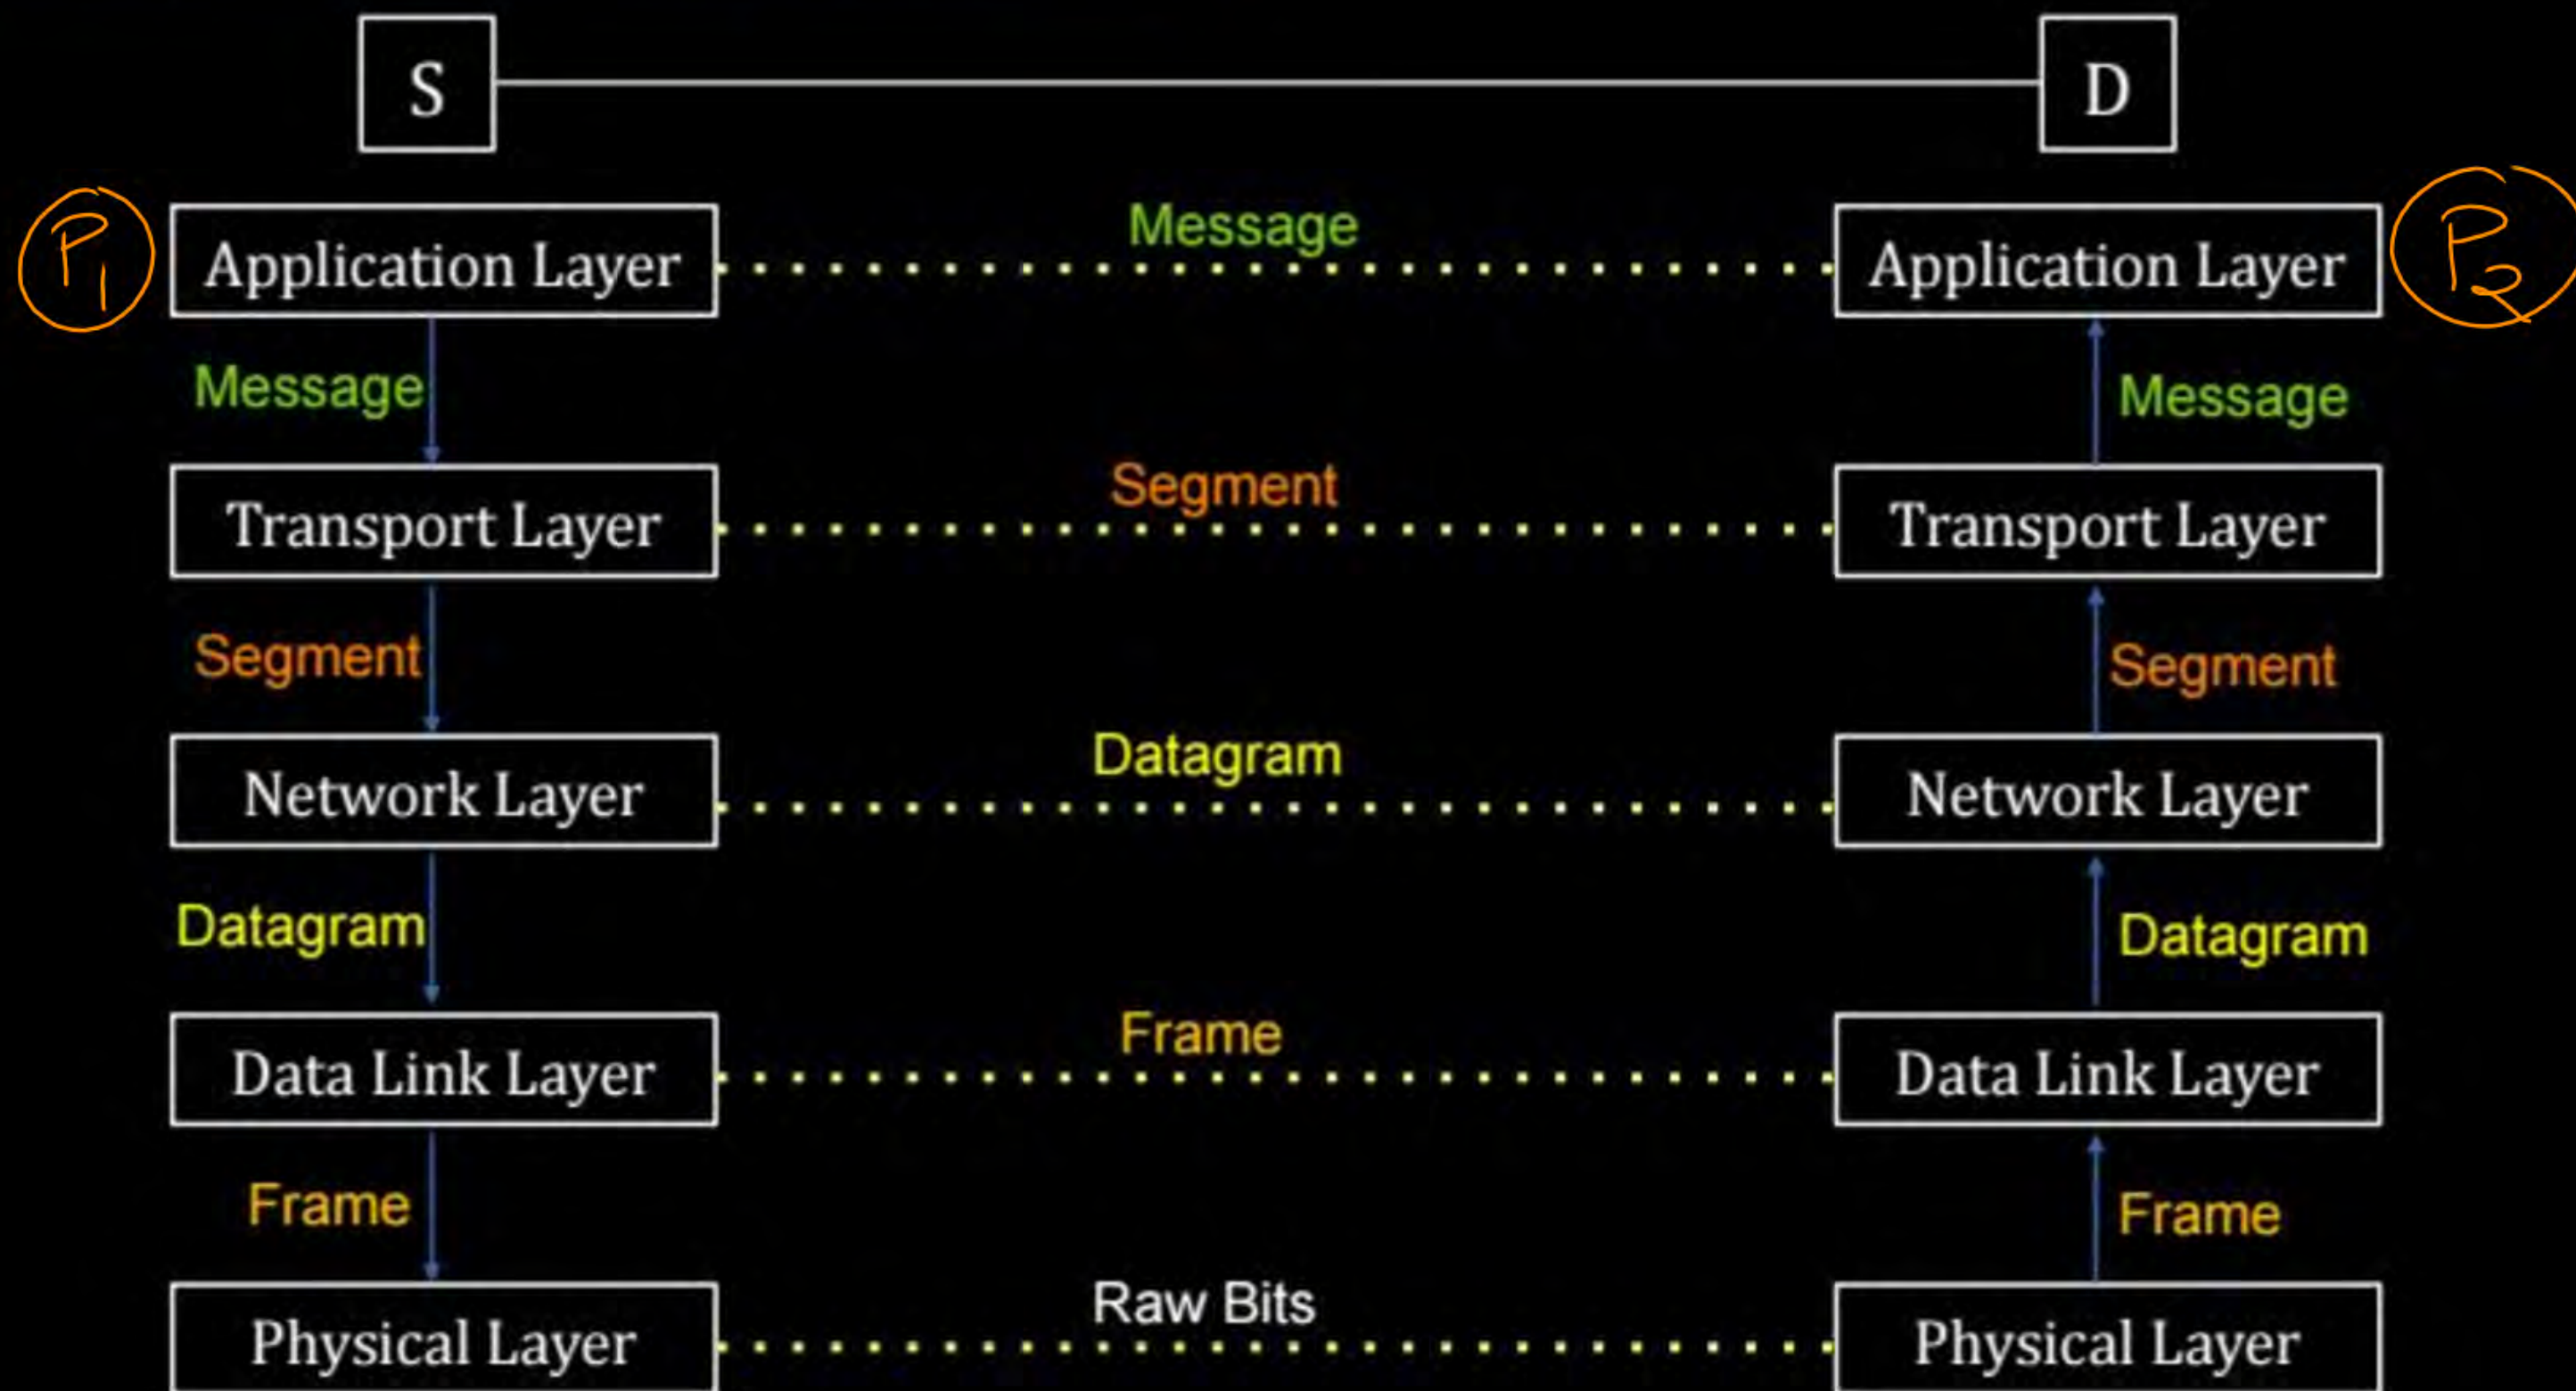 S D
P1 Application Layer Message Application Layer P2
Message Message
Transport Layer Segment Transport Layer
Segment Segment
Network Layer Datagram Network Layer
Datagram Datagram
Data Link Layer Frame Data Link Layer
Frame Frame
Physical Layer Raw Bits Physical Layer